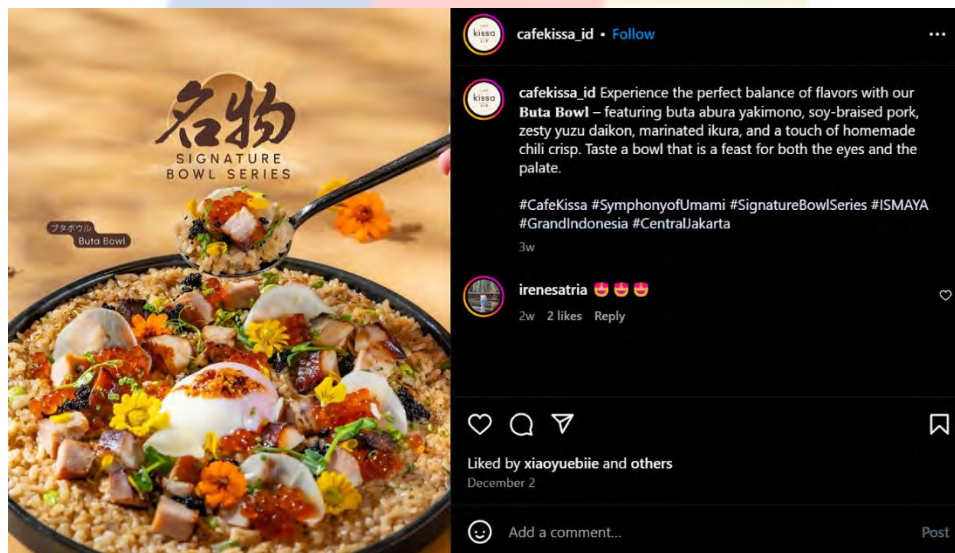 名物
SIGNATURE
BOWL SERIES
ブタボウル
Buta Bowl
kissa
cafekissa_id • Follow
kissa
cafekissa_id Experience the perfect balance of flavors with our
Buta Bowl – featuring buta abura yakimono, soy-braised pork,
zesty yuzu daikon, marinated ikura, and a touch of homemade
chili crisp. Taste a bowl that is a feast for both the eyes and the
palate.
#CafeKissa #SymphonyofUmami #SignatureBowlSeries #ISMAYA
#GrandIndonesia #CentralJakarta
3w
irenesatria 😍😍😍
2w 2 likes Reply
Liked by xiaoyuebiie and others
December 2
Add a comment...
Post